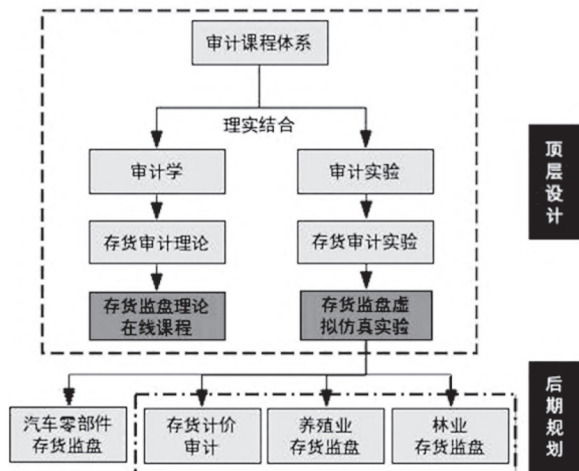 审计课程体系
理实结合
审计学
审计实验
存货审计理论
存货审计实验
存货监盘理论
在线课程
存货监盘虚
拟仿真实验
顶层设计
汽车零部件
存货监盘
存货计价
审计
养殖业
存货监盘
林业
存货监盘
后期规划